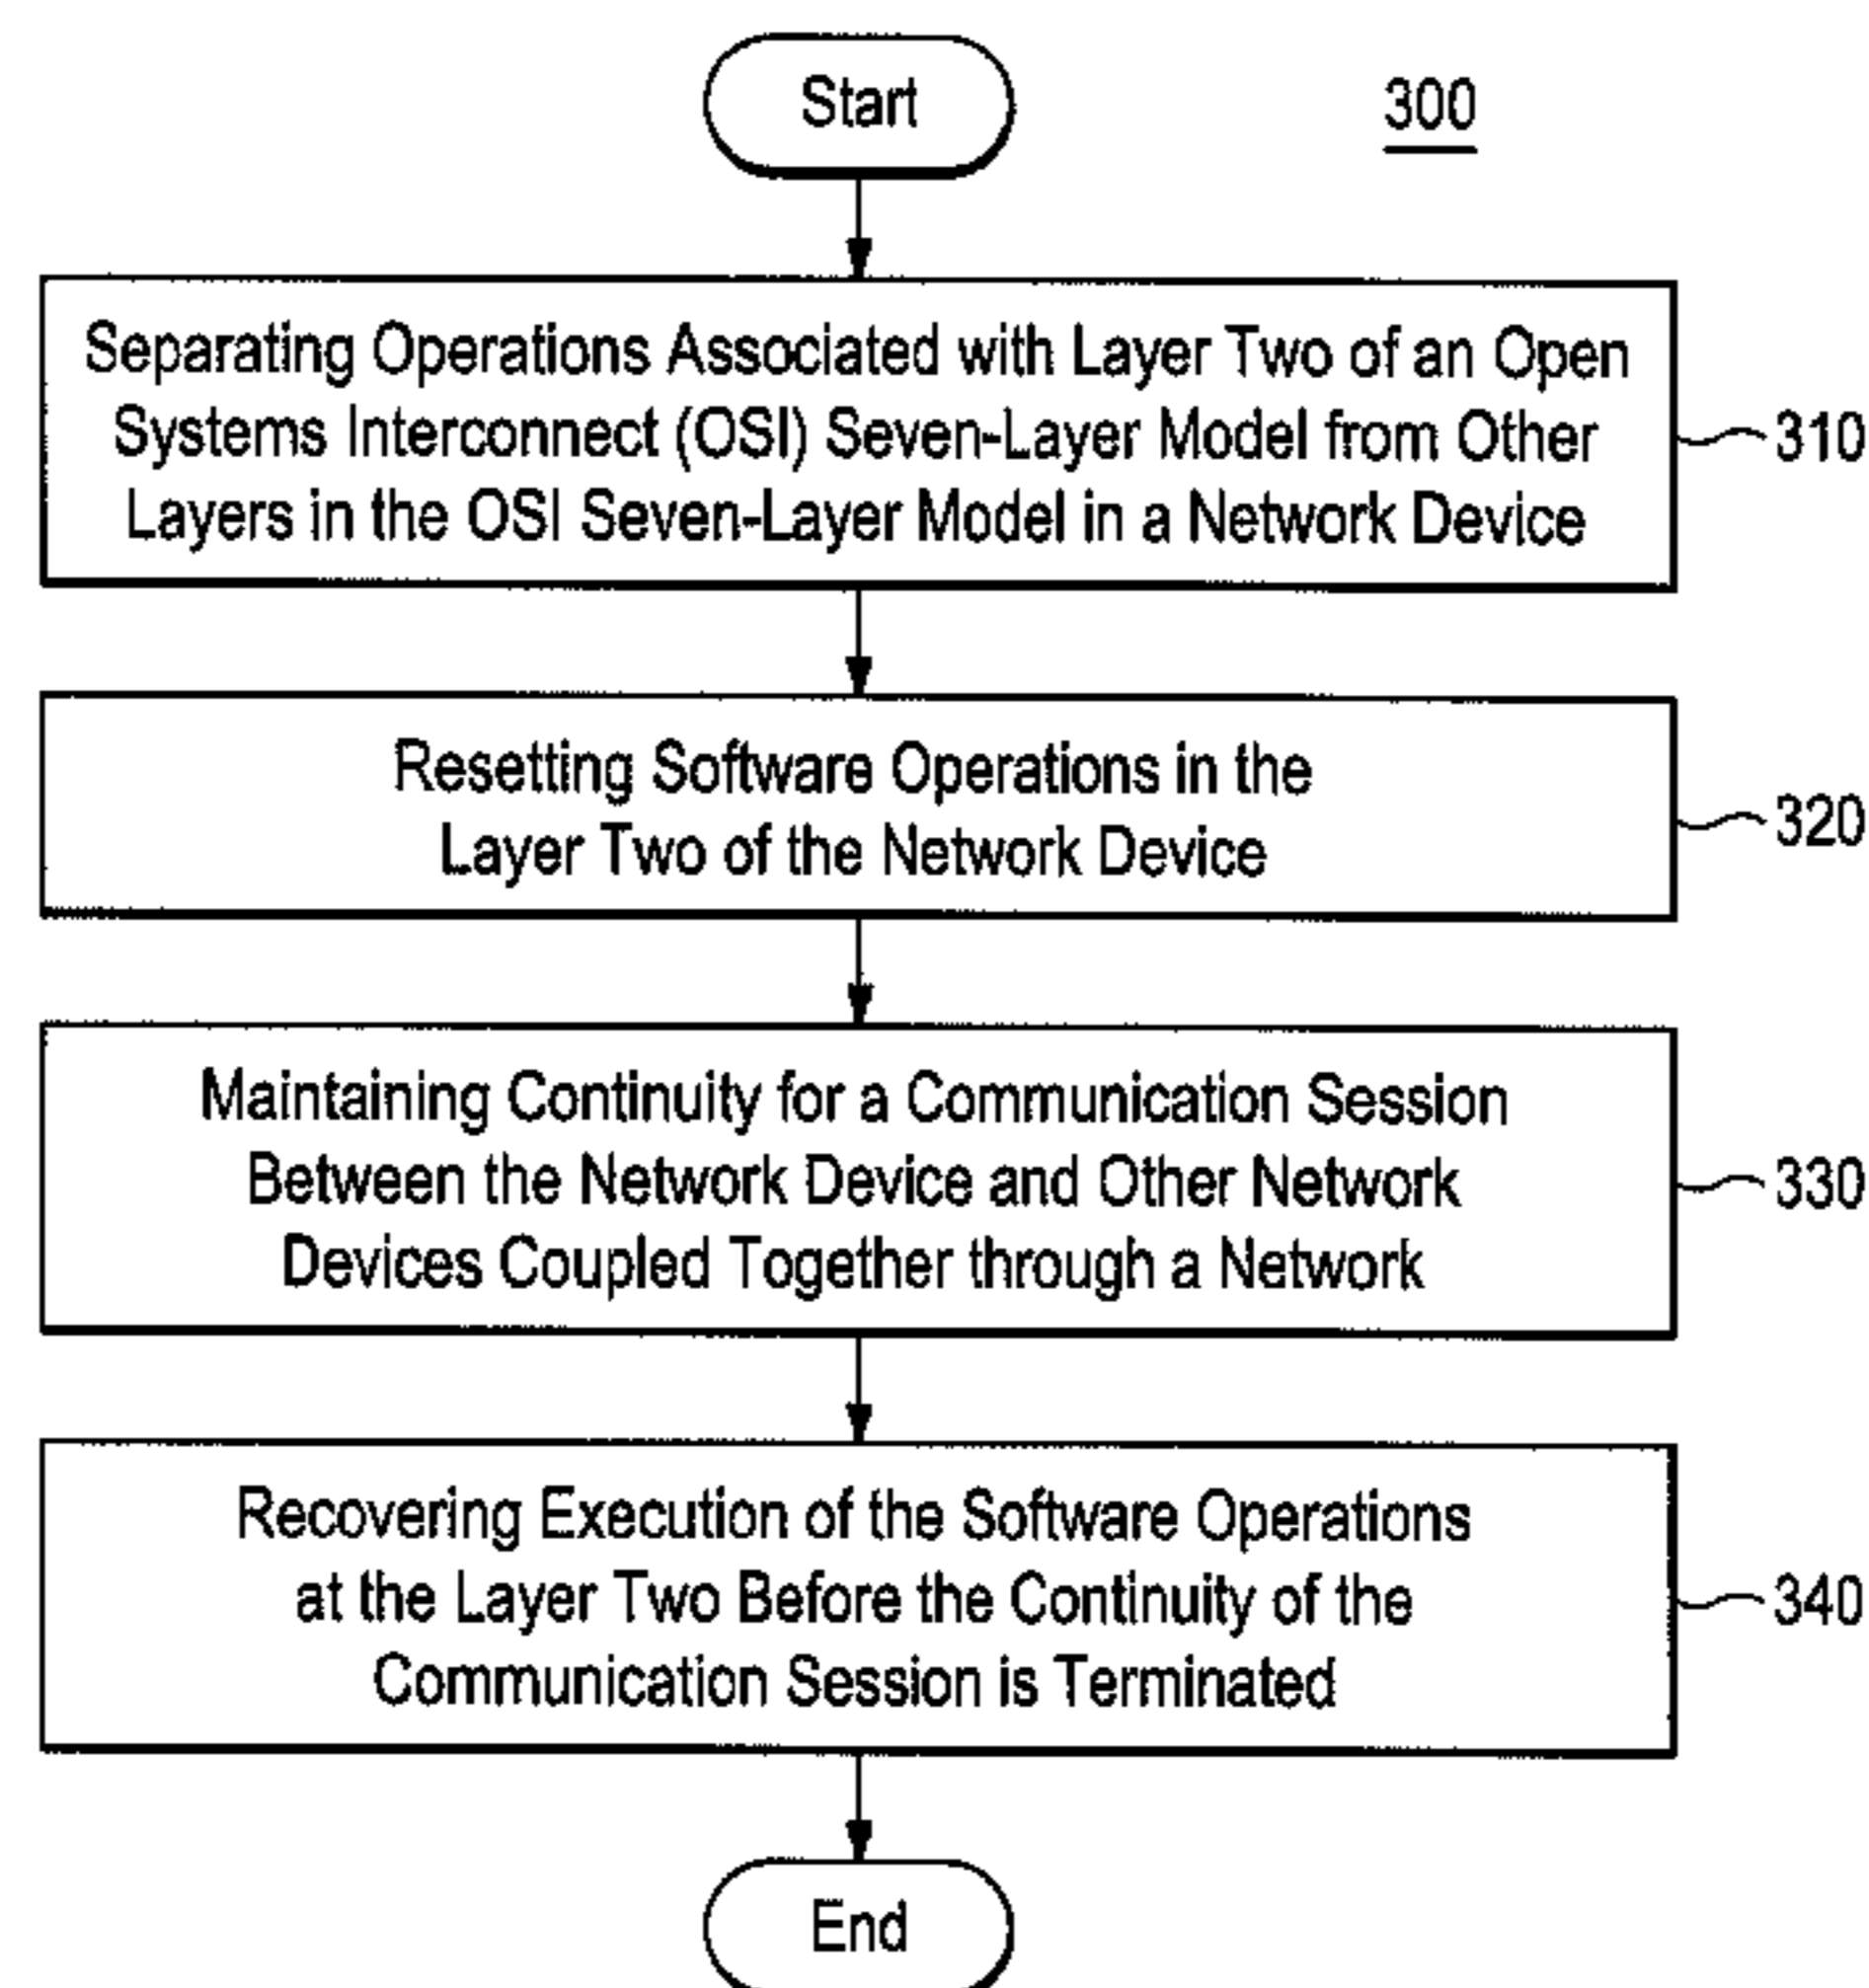 Start
300
Separating Operations Associated with Layer Two of an Open
Systems Interconnect (OSI) Seven-Layer Model from Other
Layers in the OSI Seven-Layer Model in a Network Device
310
Resetting Software Operations in the
Layer Two of the Network Device
320
Maintaining Continuity for a Communication Session
Between the Network Device and Other Network
Devices Coupled Together through a Network
330
Recovering Execution of the Software Operations
at the Layer Two Before the Continuity of the
Communication Session is Terminated
340
End